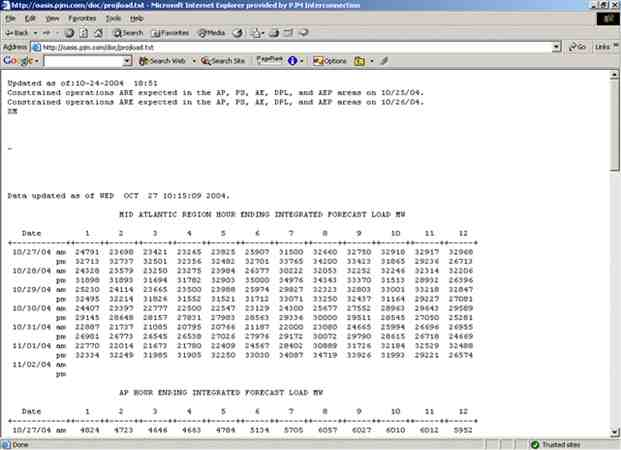 http://oasis.pjm.com/doc/projload.txt - Microsoft Internet Explorer provided by PJM Interconnection
File Edit View Favorites Tools Help
Back Search Favorites Media
Address http://oasis.pjm.com/doc/projload.txt Go Links
Google Search Web Search Site PageRank Options
Updated as of:10-24-2004 18:51
Constrained operations ARE expected in the AP, PS, AE, DPL, and AEP areas on 10/25/04.
Constrained operations ARE expected in the AP, PS, AE, DPL, and AEP areas on 10/26/04.
Data updated as of WED OCT 27 10:15:09 2004.
MID ATLANTIC REGION HOUR ENDING INTEGRATED FORECAST LOAD MW
Date 1 2 3 4 5 6 7 8 9 10 11 12
10/27/04 am 24791 23698 23421 23265 23825 25907 31500 32660 32750 32918 32917 32968
pm 32713 32737 32501 32356 32482 32701 33765 34200 33423 31865 29236 26713
10/28/04 am 24328 23579 23250 23275 23984 26377 30222 32053 32252 32246 32314 32206
pm 31898 31893 31694 31782 32903 35000 34976 34343 33370 31513 28932 26396
10/29/04 am 25230 24114 23665 23500 23988 25974 29827 32323 32803 33001 33218 32847
pm 32495 32214 31826 31552 31521 31712 33071 33250 32437 31164 29227 27081
10/30/04 am 24407 23397 22777 22500 22547 23129 24300 25677 27552 28963 29643 29589
pm 29145 28648 28157 27831 27983 28563 29336 30000 29511 28545 27050 25281
10/31/04 am 22887 21737 21085 20795 20766 21187 22000 23080 24665 25994 26696 26955
pm 26981 26773 26545 26538 27026 27976 29172 30072 29790 28615 26718 24669
11/01/04 am 22770 22014 21673 21780 22409 24567 28402 30889 31726 32184 32529 32488
pm 32334 32249 31985 31905 32250 33030 34087 34719 33926 31993 29221 26574
11/02/04 am
pm
AP HOUR ENDING INTEGRATED FORECAST LOAD MW
Date 1 2 3 4 5 6 7 8 9 10 11 12
10/27/04 am 4824 4723 4646 4663 4784 5134 5705 6057 6027 6010 6012 5952
Done Trusted sites